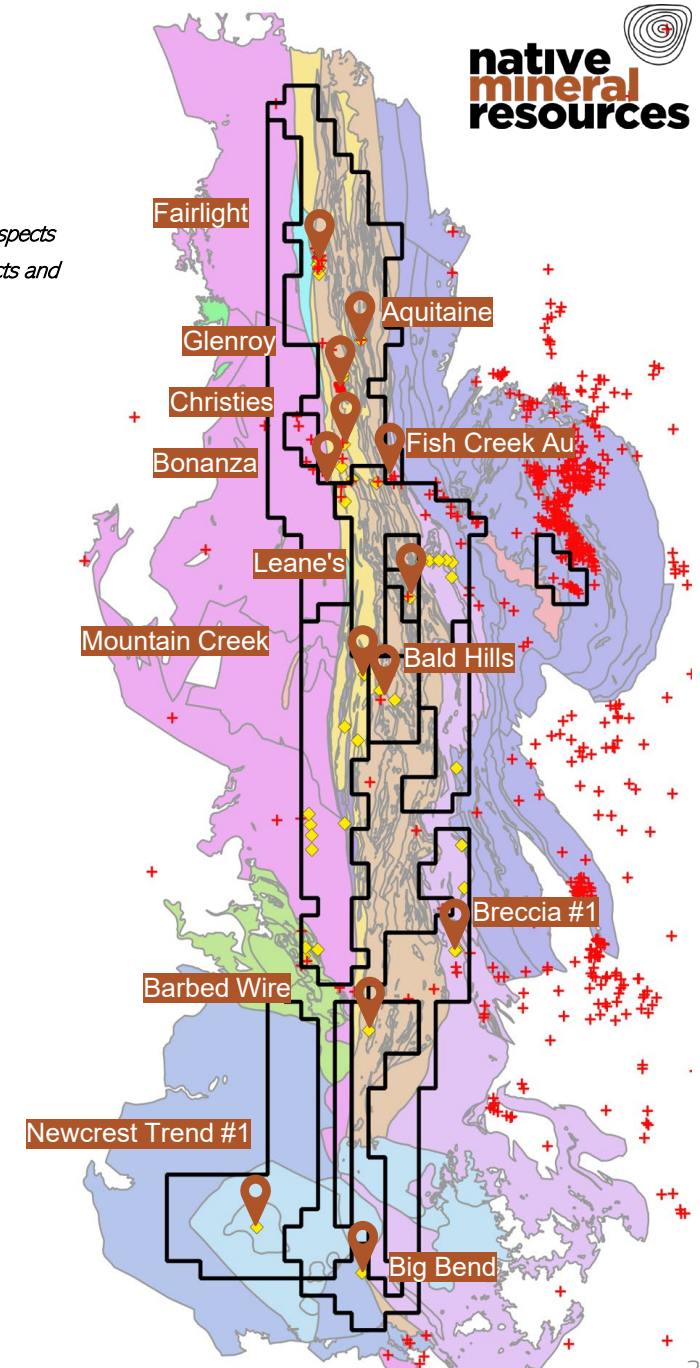 native
mineral
resources
Fairlight
spects
cts and
Aquitaine
Glenroy
Christies
Fish Creek Au
Bonanza
Leane's
Mountain Creek
Bald Hills
Breccia #1
Barbed Wire
Newcrest Trend #1
Big Bend